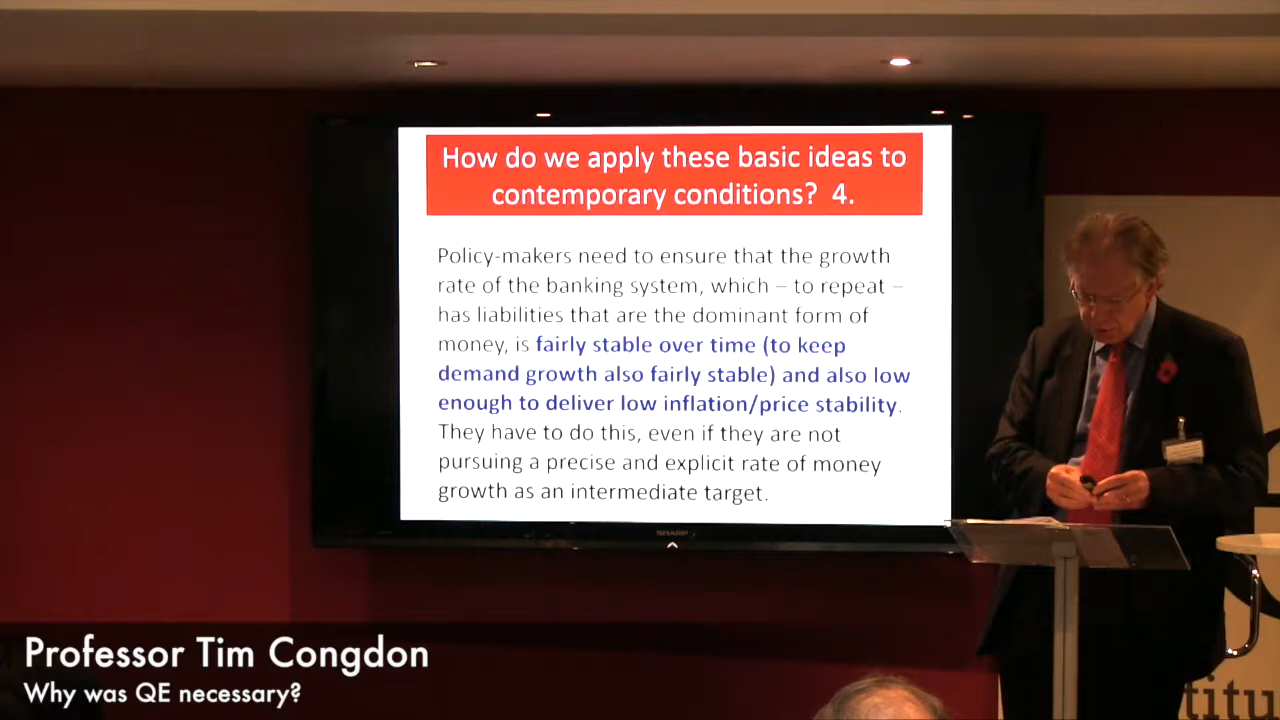 How do we apply these basic ideas to
contemporary conditions? 4.
Policy-makers need to ensure that the growth
rate of the banking system, which – to repeat –
has liabilities that are the dominant form of
money, is fairly stable over time (to keep
demand growth also fairly stable) and also low
enough to deliver low inflation/price stability.
They have to do this, even if they are not
pursuing a precise and explicit rate of money
growth as an intermediate target.
SHARP
titu
Professor Tim Congdon
Why was QE necessary?